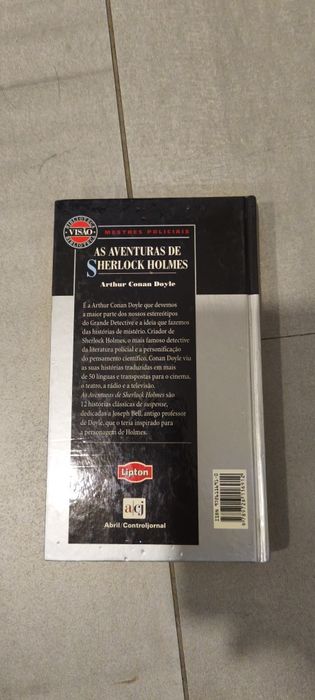 BIBLIOTECA
VISÃO
BIBLIOTECA
MESTRES POLICIAIS
AS AVENTURAS DE
SHERLOCK HOLMES
Arthur Conan Doyle
É a Arthur Conan Doyle que devemos
a maior parte dos nossos estereótipos
do Grande Detective e a ideia que fazemos
das histórias de mistério. Criador de
Sherlock Holmes, o mais famoso detective
da literatura policial e a personificação
do pensamento científico, Conan Doyle viu
as suas histórias traduzidas em mais
de 50 línguas e transpostas para o cinema,
o teatro, a rádio e a televisão.
As Aventuras de Sherlock Holmes são
12 histórias clássicas de suspense,
dedicadas a Joseph Bell, antigo professor
de Doyle, que o teria inspirado para
a personagem de Holmes.
Lipton
a/cj
Abril/Controljornal